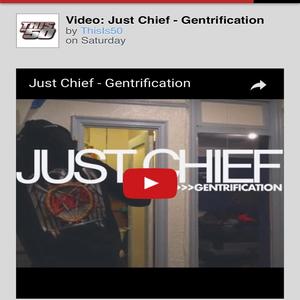 THIS
50
Video: Just Chief - Gentrification
by ThisIs50
on Saturday
Just Chief - Gentrification
JUST CHIEF
>>>GENTRIFICATION